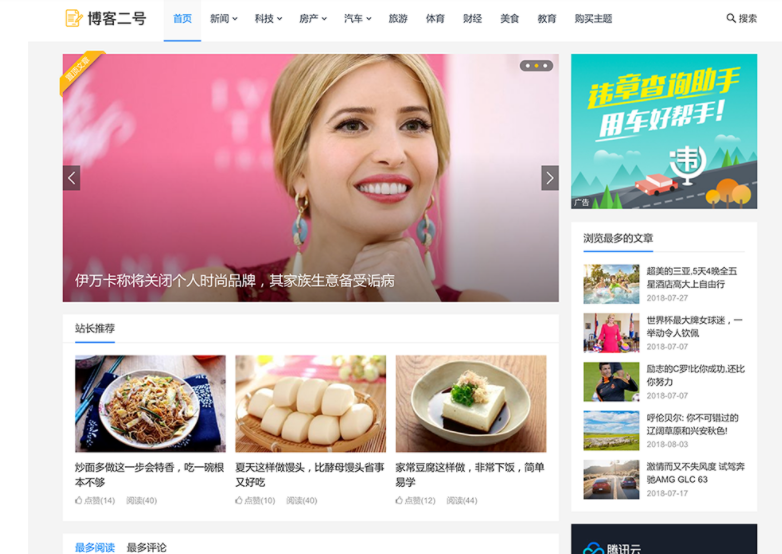 博客二号
首页 新闻 科技 房产 汽车 旅游 体育 财经 美食 教育 购买主题 搜索
置顶文章
伊万卡称将关闭个人时尚品牌，其家族生意备受诟病
违章查询助手
用车好帮手！
违
广告
浏览最多的文章
超美的三亚,5天4晚全五
星酒店高大上自由行
2018-07-27
世界杯最大牌女球迷，一
举动令人钦佩
2018-07-07
励志的C罗!比你成功,还比
你努力
2018-07-07
呼伦贝尔: 你不可错过的
辽阔草原和兴安秋色!
2018-08-03
激情而又不失风度 试驾奔
驰AMG GLC 63
2018-07-17
腾讯云
站长推荐
炒面多做这一步会特香，吃一碗根
本不够
点赞(14) 阅读(40)
夏天这样做馒头，比酵母馒头省事
又好吃
点赞(10) 阅读(40)
家常豆腐这样做，非常下饭，简单
易学
点赞(12) 阅读(44)
最多阅读 最多评论